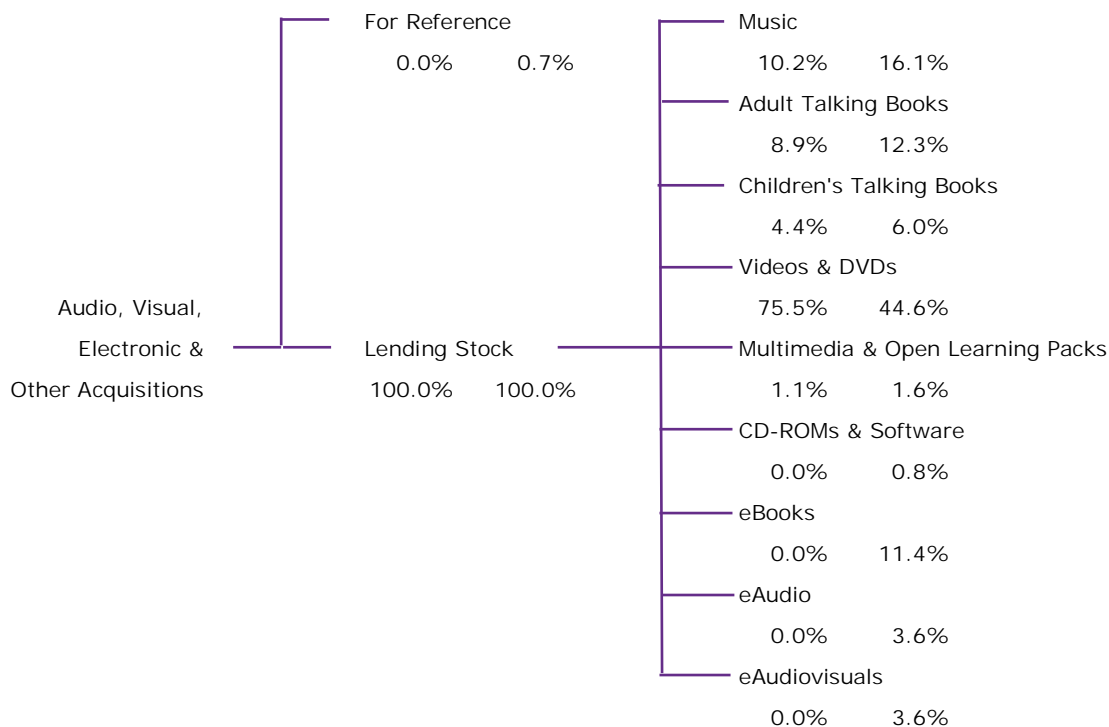 For Reference
0.0% 0.7%
Audio, Visual,
Electronic &
Other Acquisitions
Lending Stock
100.0% 100.0%
Music
10.2% 16.1%
Adult Talking Books
8.9% 12.3%
Children's Talking Books
4.4% 6.0%
Videos & DVDs
75.5% 44.6%
Multimedia & Open Learning Packs
1.1% 1.6%
CD-ROMs & Software
0.0% 0.8%
eBooks
0.0% 11.4%
eAudio
0.0% 3.6%
eAudiovisuals
0.0% 3.6%